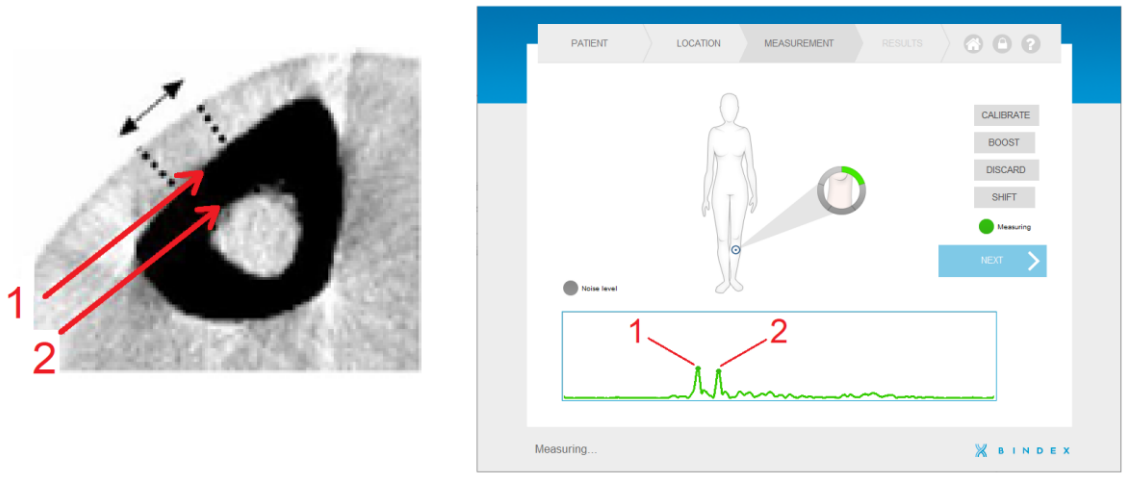 1
2
PATIENT LOCATION MEASUREMENT RESULTS ?
CALIBRATE
BOOST
DISCARD
SHIFT
Measuring
NEXT
Noise level
1 2
Measuring...
BINDEX